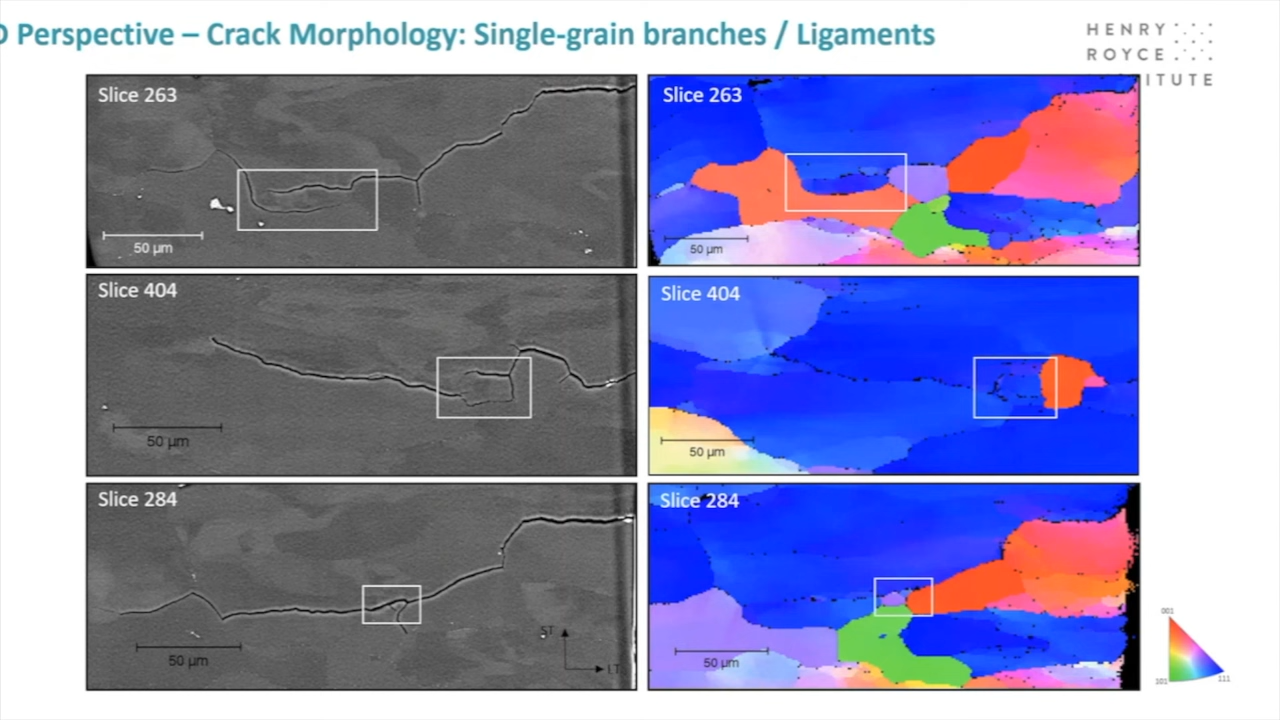 D Perspective – Crack Morphology: Single-grain branches / Ligaments
HENRY
ROYCE
ITUTE
Slice 263
50 µm
Slice 263
50 µm
Slice 404
50 µm
Slice 404
50 µm
Slice 284
50 µm
ST
LT
Slice 284
50 µm
001
101
111